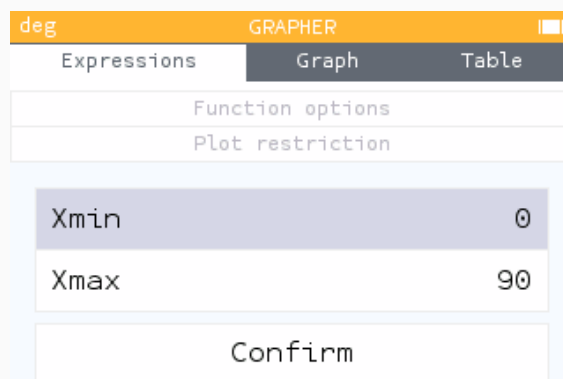 deg GRAPHER
Expressions Graph Table
Function options
Plot restriction
Xmin 0
Xmax 90
Confirm